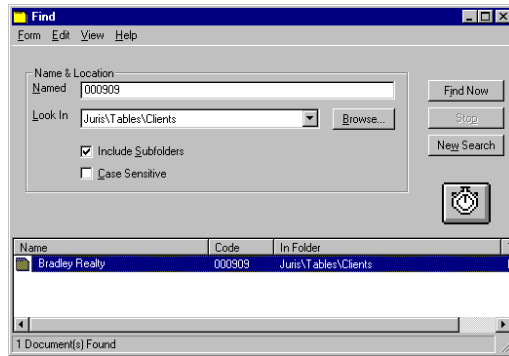 Find
Form Edit View Help
Name & Location
Named 000909 Find Now
Look In Juris\Tables\Clients Browse... Stop
Include Subfolders New Search
Case Sensitive
Name Code In Folder
Bradley Realty 000909 Juris\Tables\Clients
1 Document(s) Found